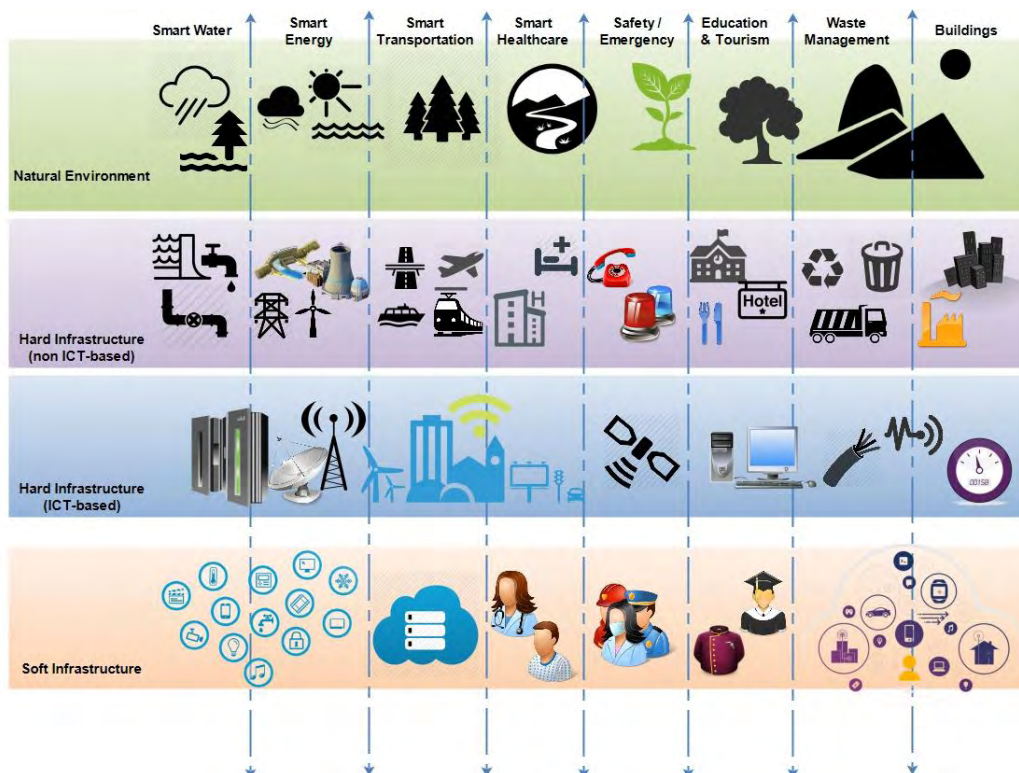 Smart Water
Smart
Energy
Smart
Transportation
Smart
Healthcare
Safety /
Emergency
Education
& Tourism
Waste
Management
Buildings
Natural Environment
H
Hotel
Hard Infrastructure
(non ICT-based)
00158
Hard Infrastructure
(ICT-based)
Soft Infrastructure